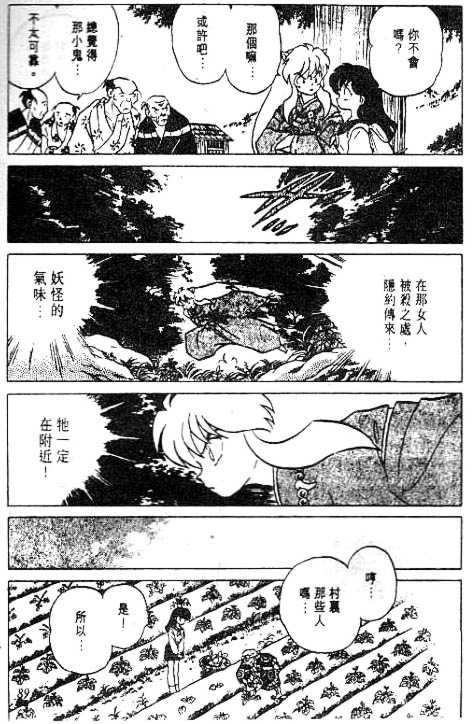 你不會
嗎？
那個嘛…
或許吧…
總覺得
那小鬼…
不太可靠。
在那女人
被殺之處，
隱約傳來…
妖怪的
氣味…
牠一定
在附近！
哼…
村裏
那些人
嗎…
是！
所以…
89